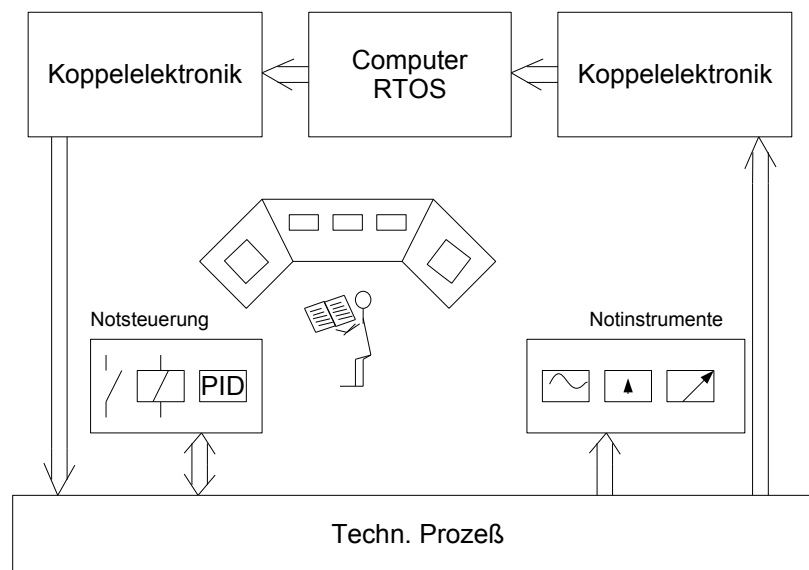 Koppelelektronik
Computer
RTOS
Koppelelektronik
Notsteuerung
Notinstrumente
PID
Techn. Prozeß